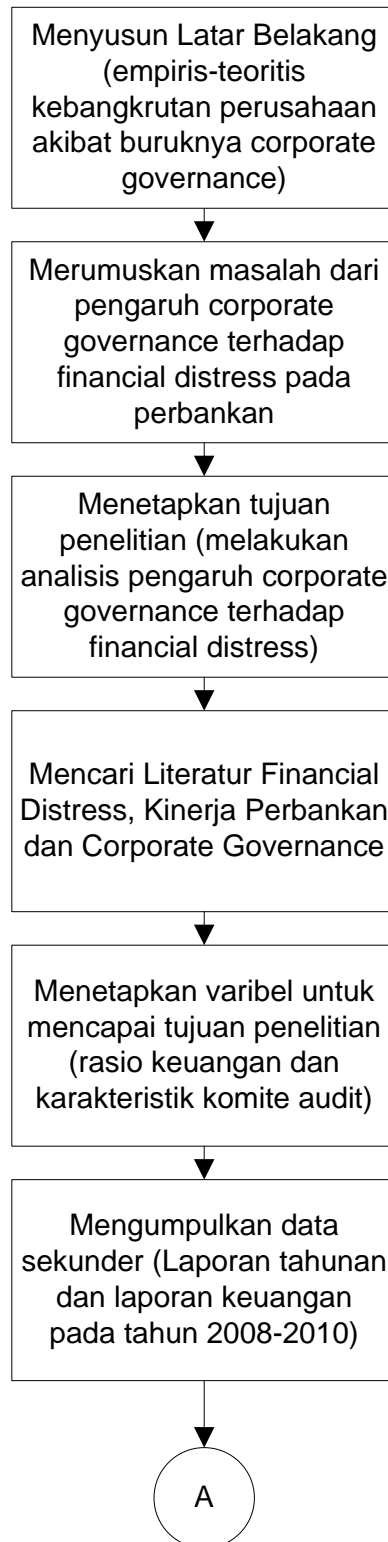 Menyusun Latar Belakang
(empiris-teoritis
kebangkrutan perusahaan
akibat buruknya corporate
governance)
Merumuskan masalah dari
pengaruh corporate
governance terhadap
financial distress pada
perbankan
Menetapkan tujuan
penelitian (melakukan
analisis pengaruh corporate
governance terhadap
financial distress)
Mencari Literatur Financial
Distress, Kinerja Perbankan
dan Corporate Governance
Menetapkan varibel untuk
mencapai tujuan penelitian
(rasio keuangan dan
karakteristik komite audit)
Mengumpulkan data
sekunder (Laporan tahunan
dan laporan keuangan
pada tahun 2008-2010)
A